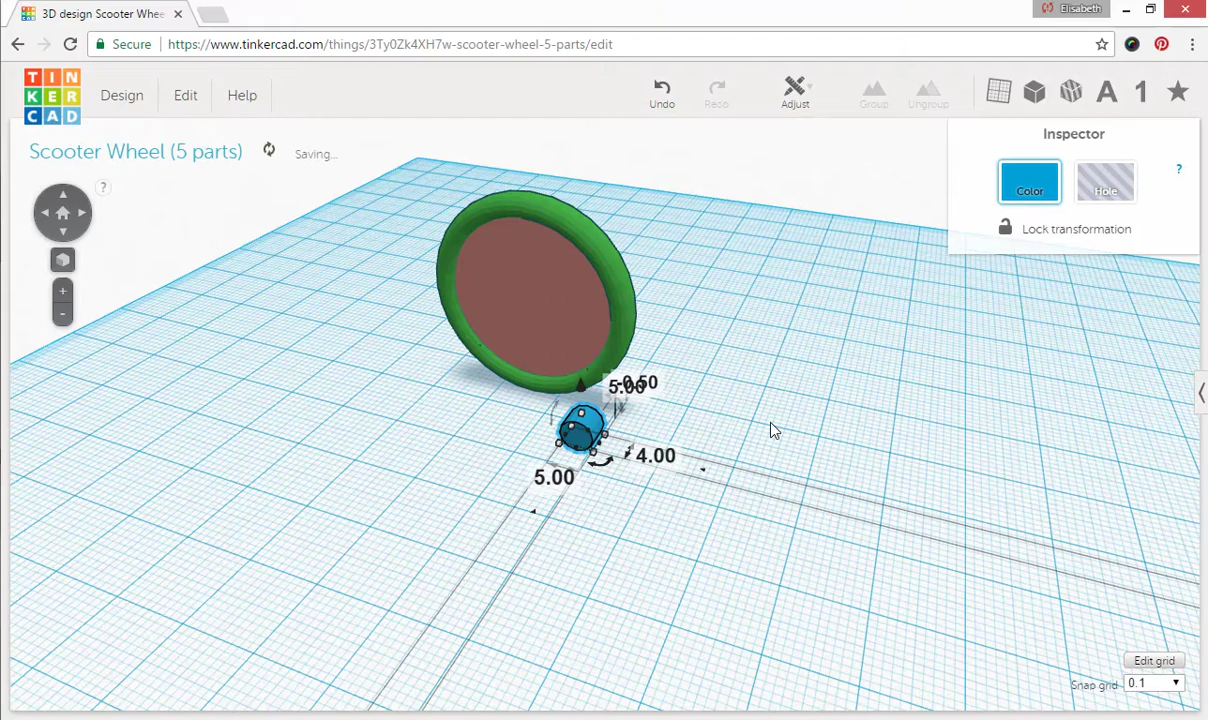 3D design Scooter Whee
Elisabeth
Secure
https://www.tinkercad.com/things/3Ty0Zk4XH7w-scooter-wheel-5-parts/edit
TIN
KER
CAD
Design
Edit
Help
Undo
Redo
Adjust
Group
Ungroup
A
1
Scooter Wheel (5 parts)
Saving...
?
+
-
Inspector
Color
Hole
?
Lock transformation
-0.50
5.00
4.00
5.00
Edit grid
Snap grid
0.1